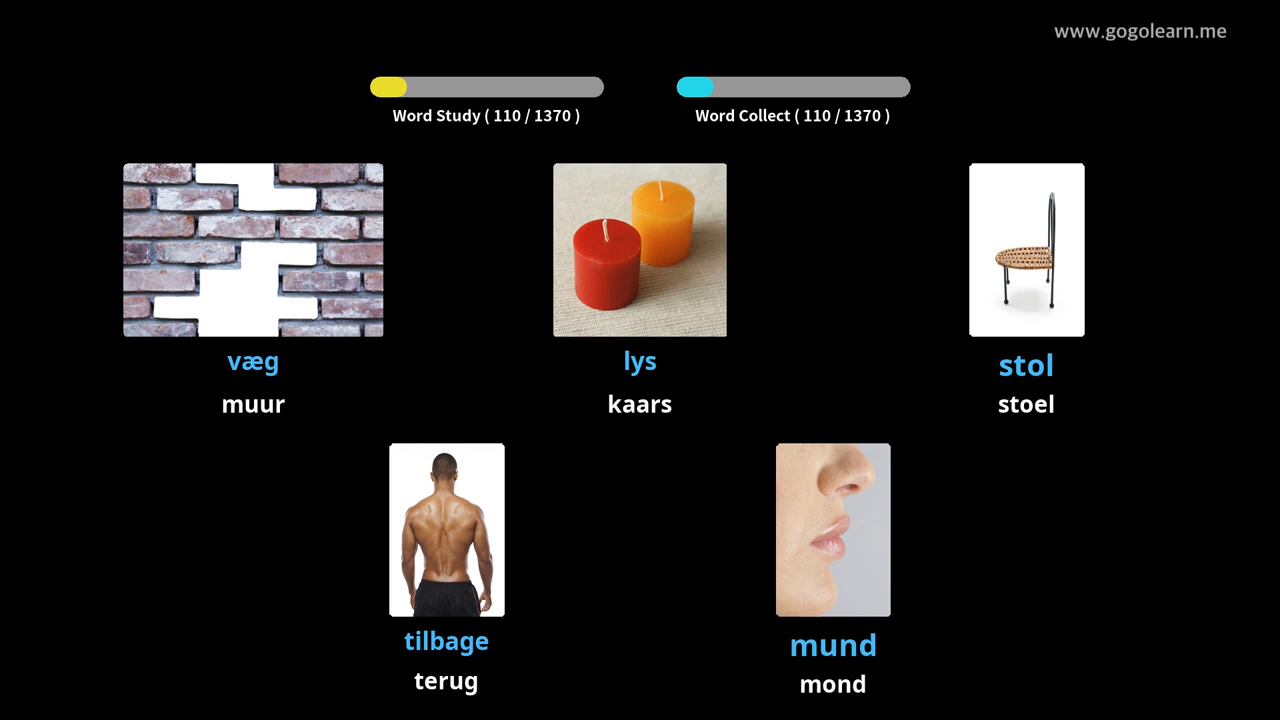 www.gogolearn.me
Word Study ( 110 / 1370 )
Word Collect ( 110 / 1370 )
væg
muur
lys
kaars
stol
stoel
tilbage
terug
mund
mond